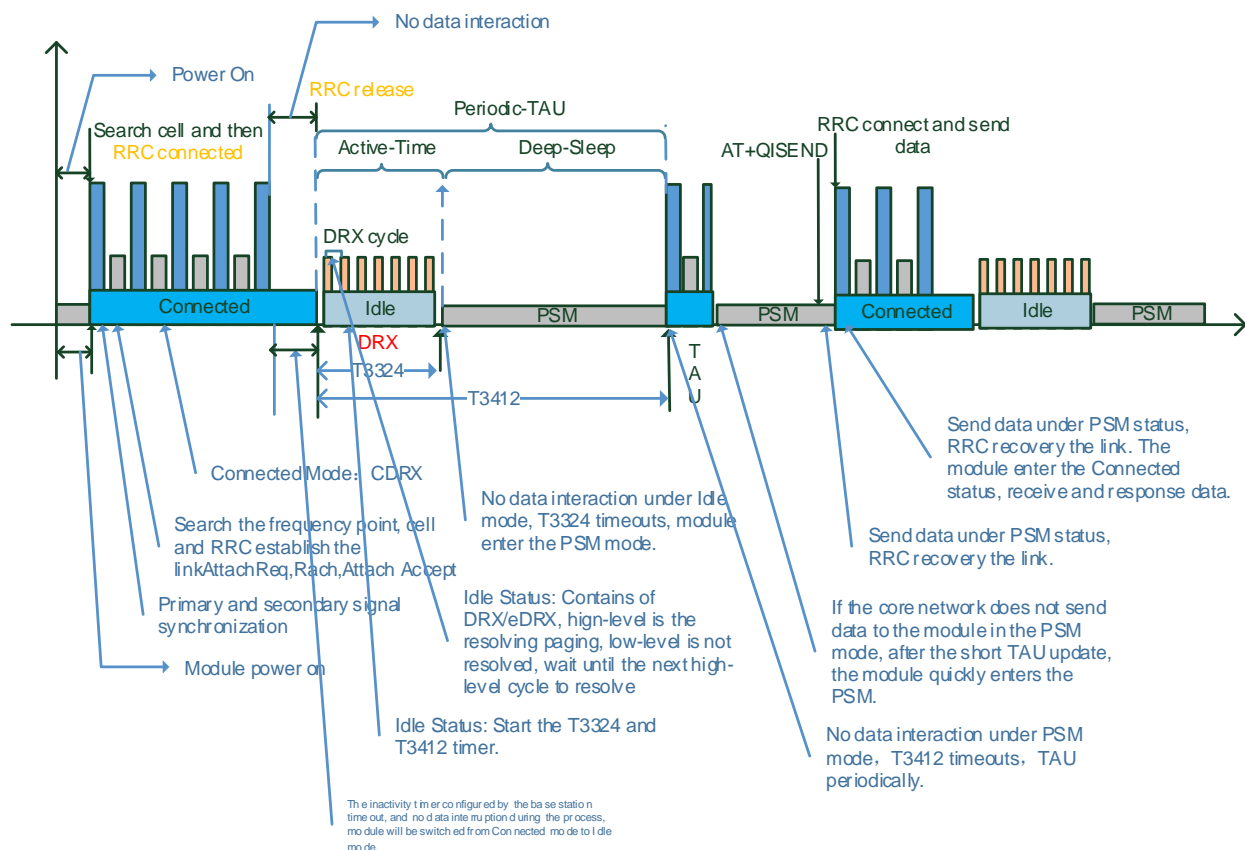 No data interaction
Power On
RRC release
Periodic-TAU
Search cell and then
RRC connected
RRC connect and send
data
Active-Time
Deep-Sleep
AT+QISEND
DRX cycle
Connected
Idle
PSM
PSM
Connected
Idle
PSM
DRX
T3324
T3412
T
A
U
Connected Mode：CDRX
Search the frequency point, cell
and RRC establish the
linkAttachReq,Rach,Attach Accept
Primary and secondary signal
synchronization
Module power on
No data interaction under Idle
mode, T3324 timeouts, module
enter the PSM mode.
Idle Status: Contains of
DRX/eDRX, hign-level is the
resolving paging, low-level is not
resolved, wait until the next high-
level cycle to resolve
Idle Status: Start the T3324 and
T3412 timer.
The inactivity timer configured by the base station
time out, and no data interruption during the process,
module will be switched from Connected mode to Idle
mode.
Send data under PSM status,
RRC recovery the link. The
module enter the Connected
status, receive and response data.
Send data under PSM status,
RRC recovery the link.
If the core network does not send
data to the module in the PSM
mode, after the short TAU update,
the module quickly enters the
PSM.
No data interaction under PSM
mode，T3412 timeouts，TAU
periodically.